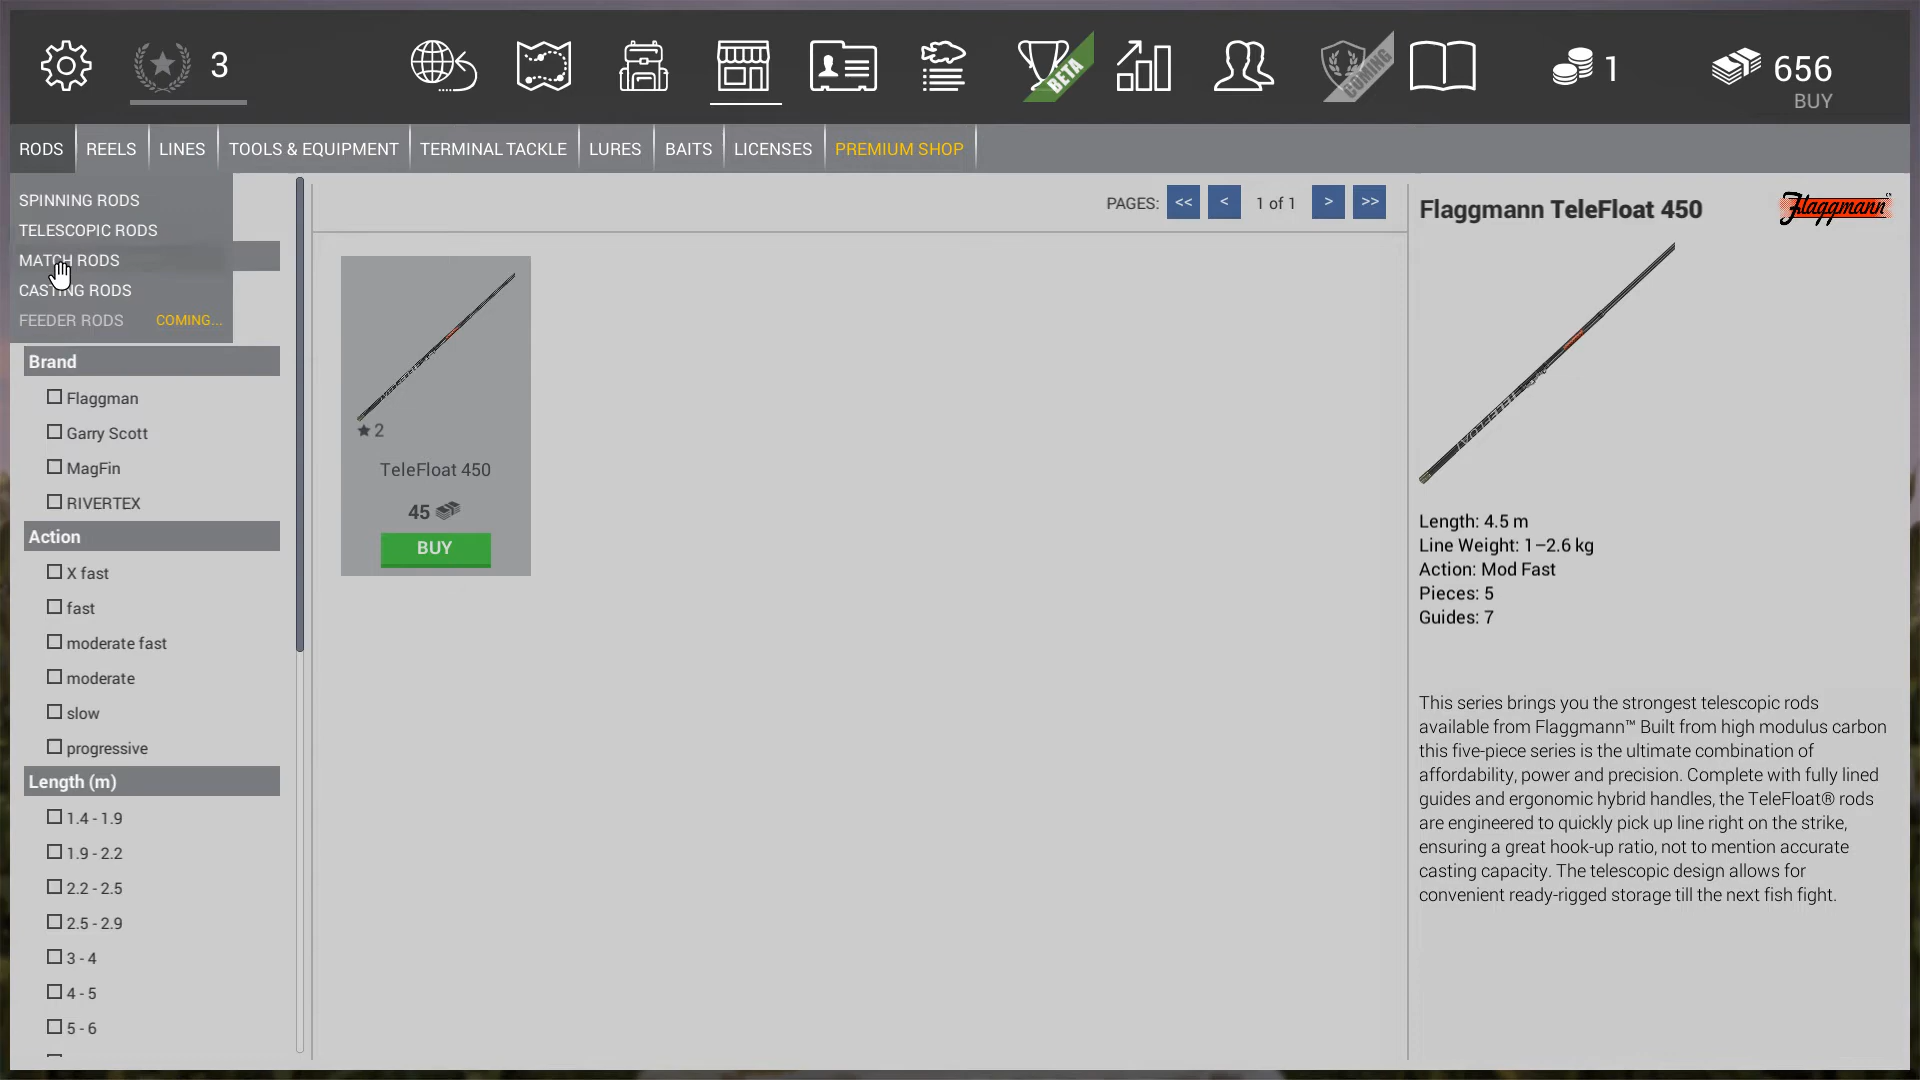 3
BETA
COMING
1
656
BUY
RODS
REELS
LINES
TOOLS & EQUIPMENT
TERMINAL TACKLE
LURES
BAITS
LICENSES
PREMIUM SHOP
SPINNING RODS
TELESCOPIC RODS
MATCH RODS
CASTING RODS
FEEDER RODS COMING...
Brand
Flaggman
Garry Scott
MagFin
RIVERTEX
Action
X fast
fast
moderate fast
moderate
slow
progressive
Length (m)
1.4 - 1.9
1.9 - 2.2
2.2 - 2.5
2.5 - 2.9
3 - 4
4 - 5
5 - 6
PAGES: << < 1 of 1 > >>
2
TeleFloat 450
45
BUY
Flaggmann TeleFloat 450
Flaggmann
Length: 4.5 m
Line Weight: 1–2.6 kg
Action: Mod Fast
Pieces: 5
Guides: 7
This series brings you the strongest telescopic rods
available from Flaggmann™ Built from high modulus carbon
this five-piece series is the ultimate combination of
affordability, power and precision. Complete with fully lined
guides and ergonomic hybrid handles, the TeleFloat® rods
are engineered to quickly pick up line right on the strike,
ensuring a great hook-up ratio, not to mention accurate
casting capacity. The telescopic design allows for
convenient ready-rigged storage till the next fish fight.